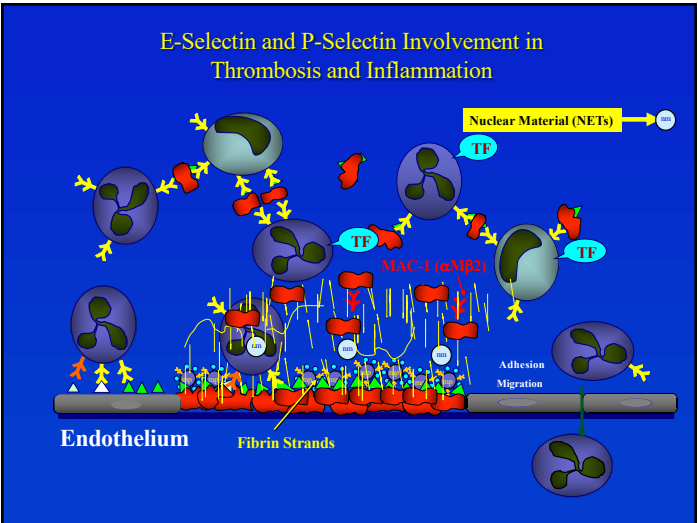 E-Selectin and P-Selectin Involvement in
Thrombosis and Inflammation
Nuclear Material (NETs)
nm
TF
TF
TF
MAC-1 (αMβ2)
nm
nm
nm
Adhesion
Migration
Endothelium
Fibrin Strands